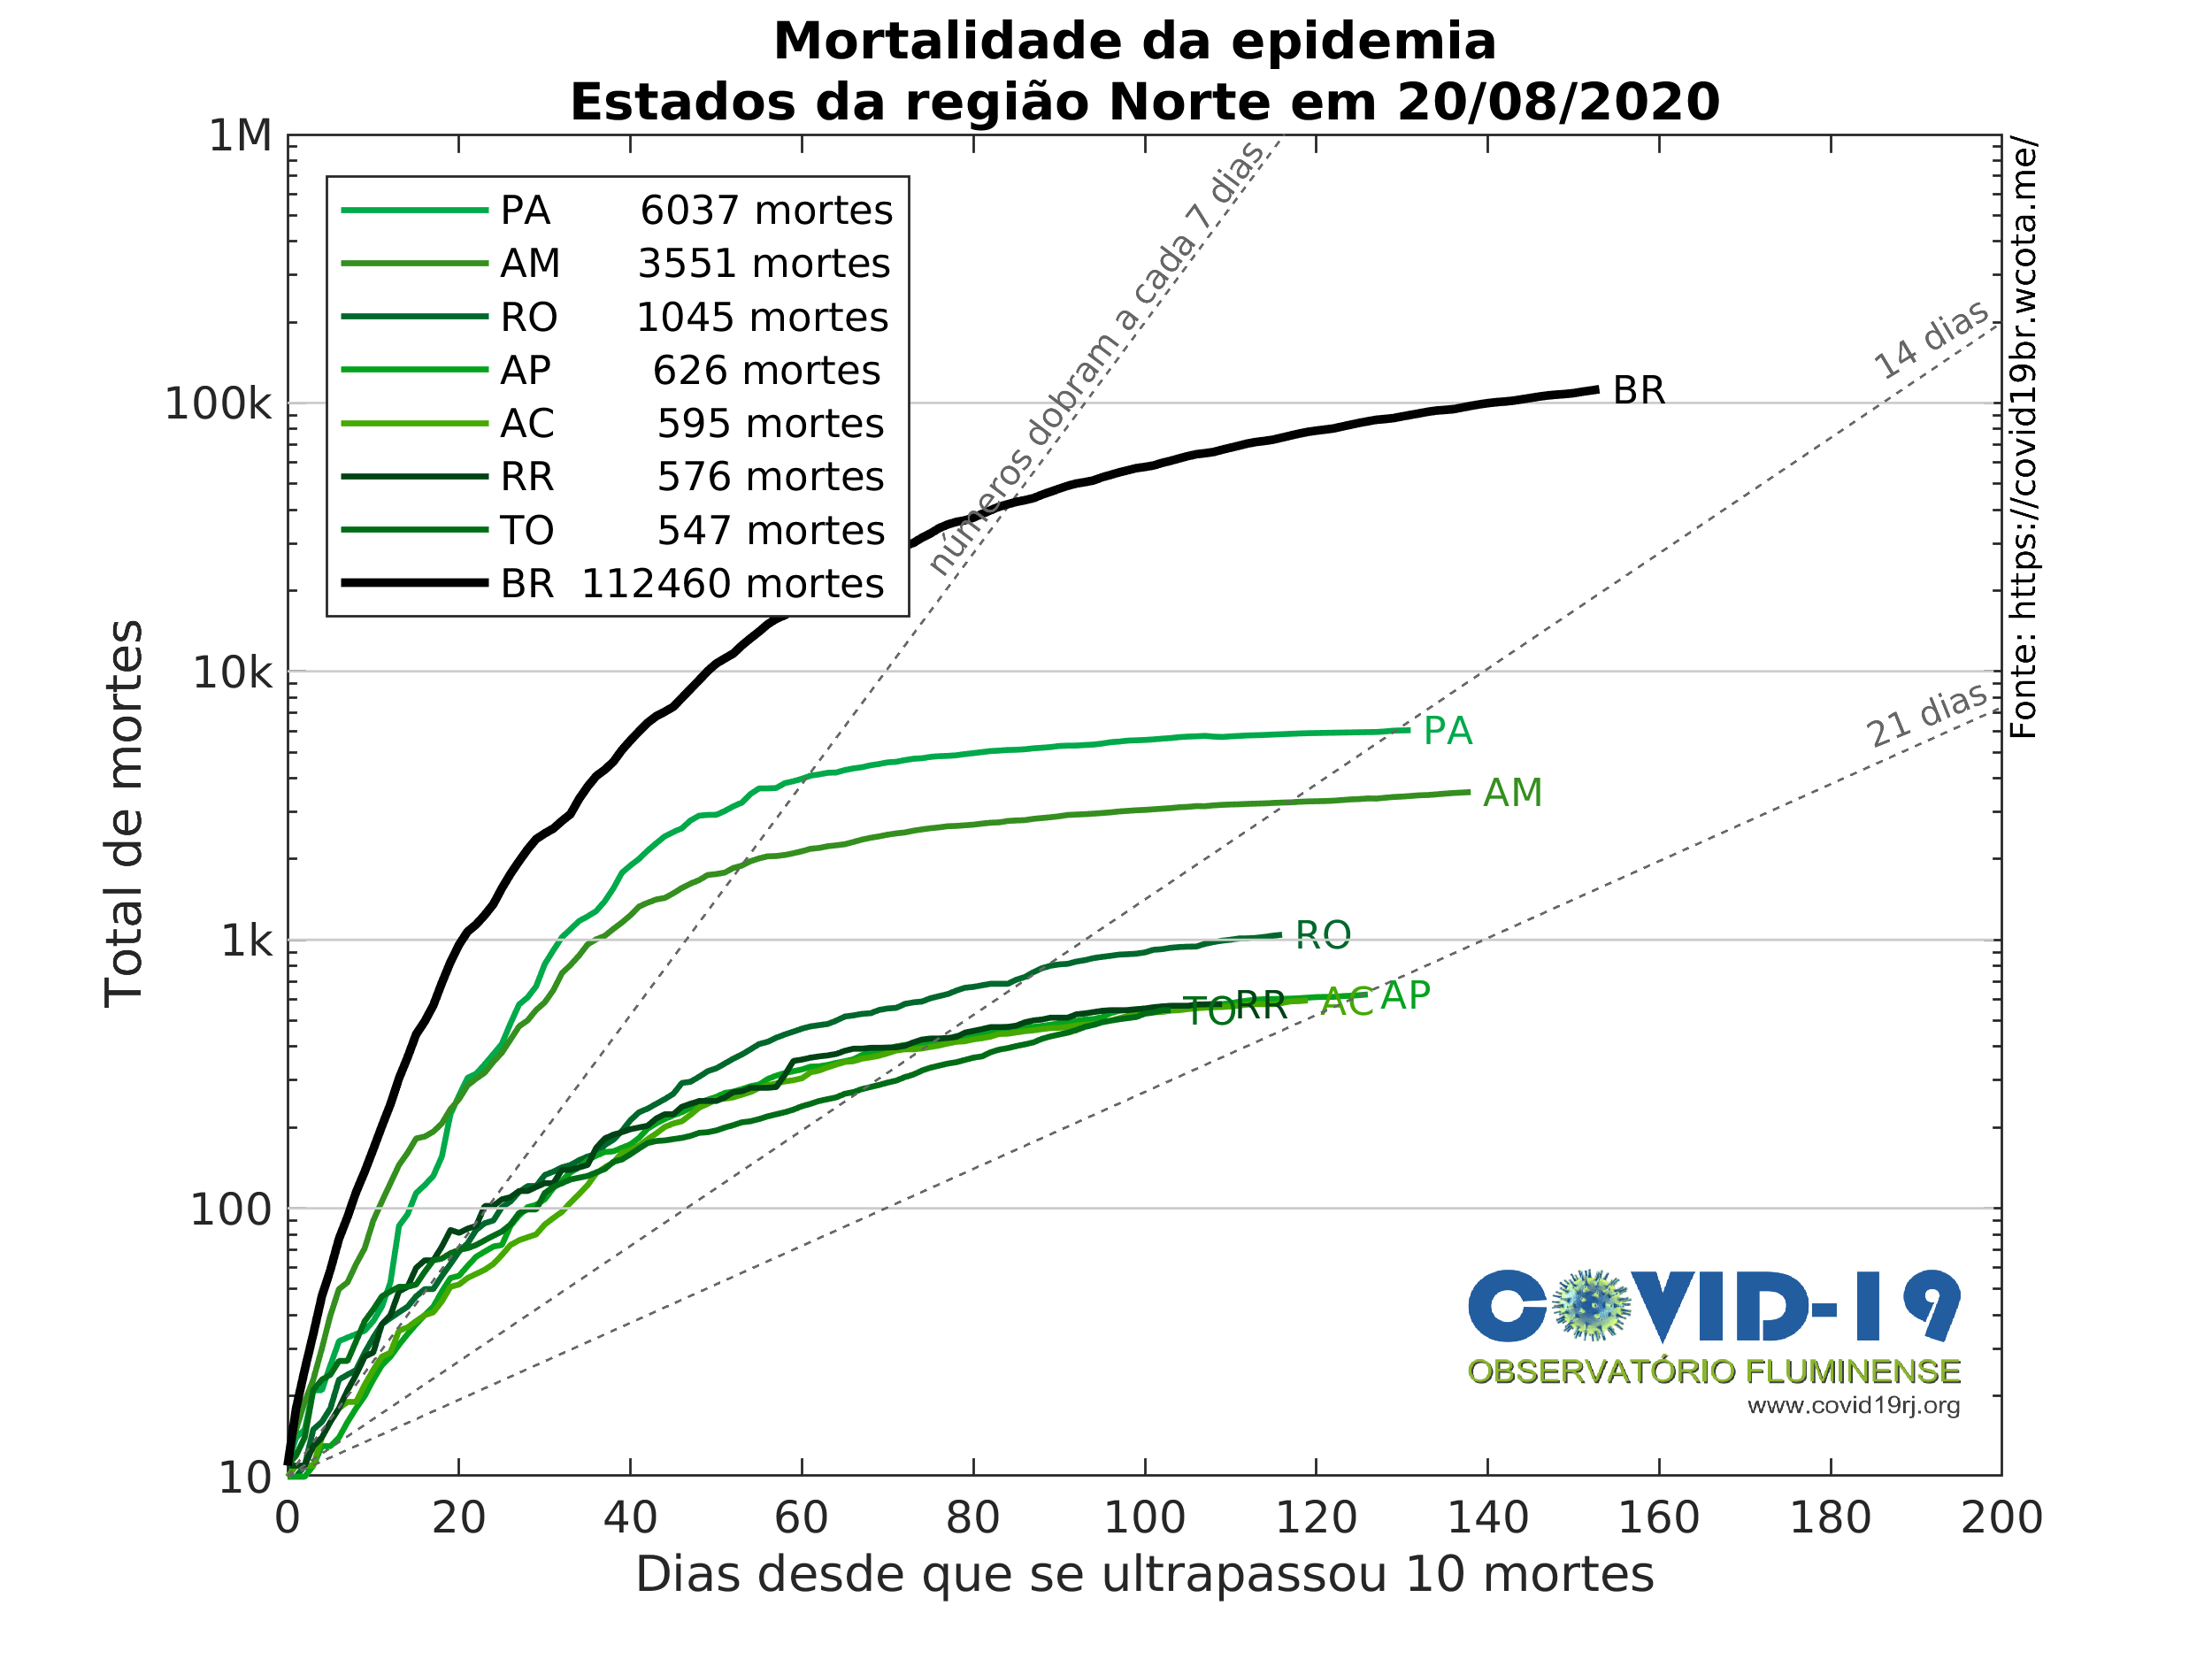 Mortalidade da epidemia
Estados da região Norte em 20/08/2020
1M
100k
10k
1k
100
10
Total de mortes
PA 6037 mortes
AM 3551 mortes
RO 1045 mortes
AP 626 mortes
AC 595 mortes
RR 576 mortes
TO 547 mortes
BR 112460 mortes
números dobram a cada 7 dias
14 dias
21 dias
BR
PA
AM
RO
TO
RR
AC
AP
Fonte: https://covid19br.wcota.me/
COVID-19
OBSERVATÓRIO FLUMINENSE
www.covid19rj.org
0 20 40 60 80 100 120 140 160 180 200
Dias desde que se ultrapassou 10 mortes